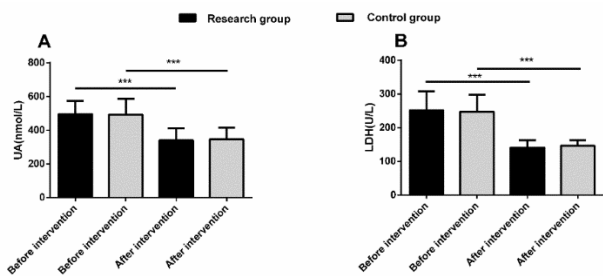 Research group Control group
A
B
***
***
***
***
UA(nmol/L)
800
600
400
200
0
LDH(U/L)
400
300
200
100
0
Before intervention
Before intervention
After intervention
After intervention
Before intervention
Before intervention
After intervention
After intervention